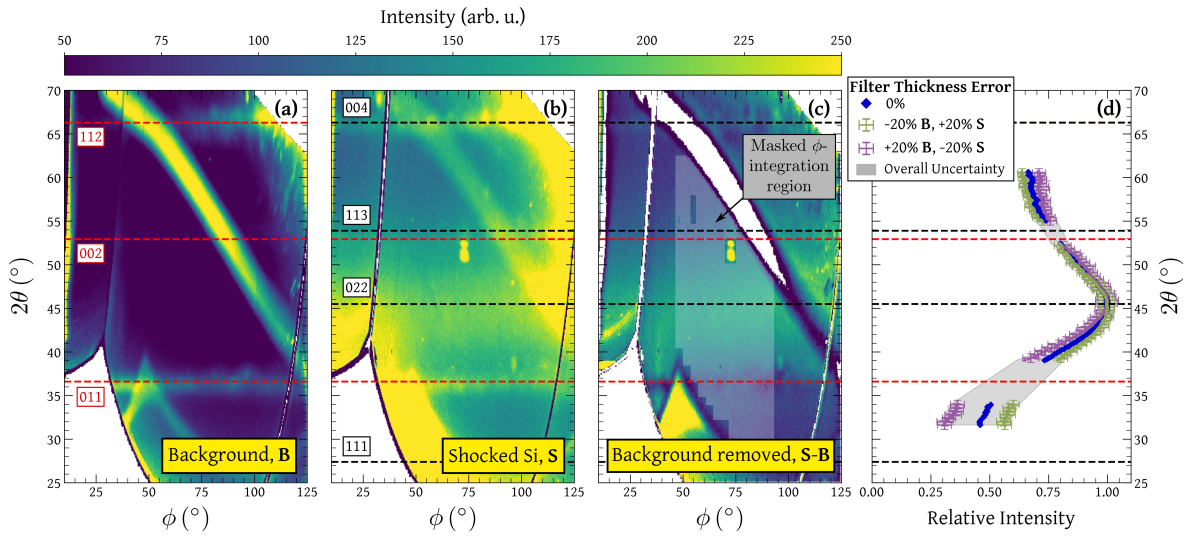 Intensity (arb. u.)
50 75 100 125 150 175 200 225 250
(a)
70
65
60
55
50
45
40
35
30
25
2θ (°)
112
002
011
Background, B
25 50 75 100 125
ϕ (°)
(b)
004
113
022
111
Shocked Si, S
25 50 75 100 125
ϕ (°)
(c)
Masked ϕ-
integration
region
Background removed, S-B
25 50 75 100 125
ϕ (°)
Filter Thickness Error
0%
-20% B, +20% S
+20% B, -20% S
Overall Uncertainty
(d)
70
65
60
55
50
45
40
35
30
25
2θ (°)
0.00 0.25 0.50 0.75 1.00
Relative Intensity